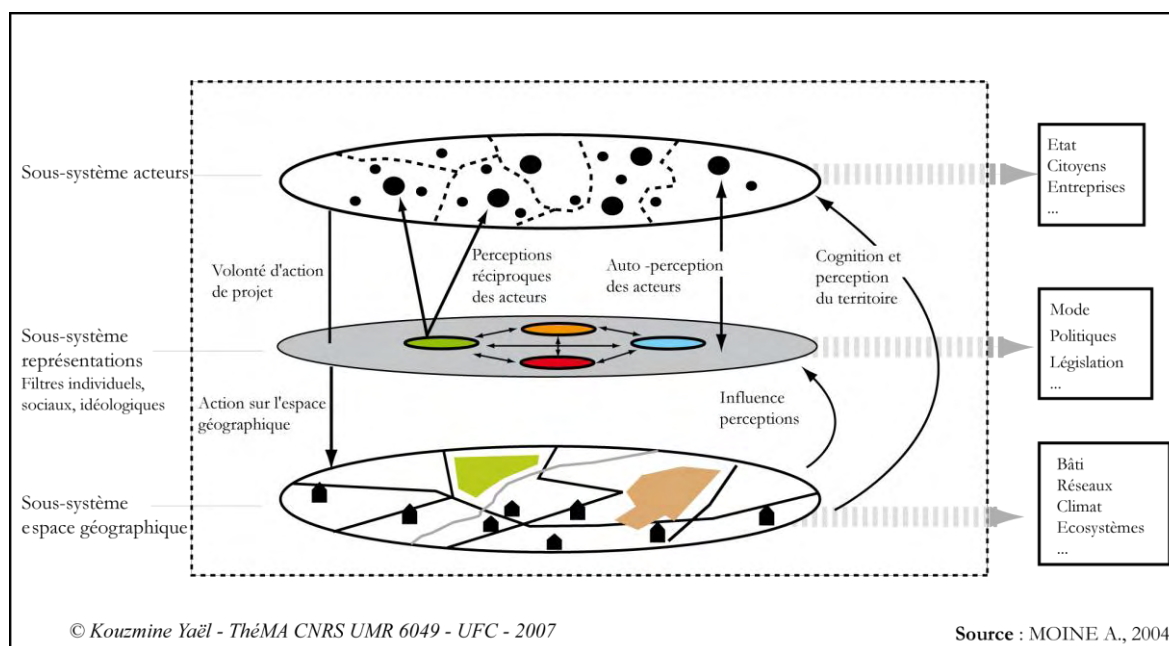 Sous-système acteurs
Etat
Citoyens
Entreprises
...
Volonté d'action
de projet
Perceptions
réciproques
des acteurs
Auto -perception
des acteurs
Cognition et
perception
du territoire
Sous-système
représentations
Filtres individuels,
sociaux, idéologiques
Mode
Politiques
Législation
...
Action sur l'espace
géographique
Influence
perceptions
Sous-système
espace géographique
Bâti
Réseaux
Climat
Ecosystèmes
...
© Kouzmine Yaël - ThéMA CNRS UMR 6049 - UFC - 2007
Source : MOINE A., 2004